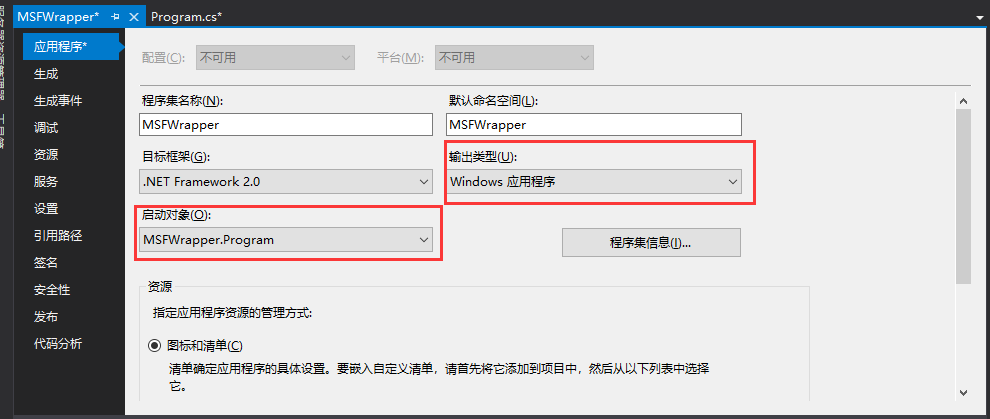 MSFWrapper*
Program.cs*
应用程序*
生成
生成事件
调试
资源
服务
设置
引用路径
签名
安全性
发布
代码分析
配置(C): 不可用 平台(M): 不可用
程序集名称(N): 默认命名空间(L):
MSFWrapper MSFWrapper
目标框架(G): 输出类型(U):
.NET Framework 2.0 Windows 应用程序
启动对象(O):
MSFWrapper.Program 程序集信息(I)...
资源
指定应用程序资源的管理方式:
图标和清单(C)
清单确定应用程序的具体设置。要嵌入自定义清单，请首先将它添加到项目中，然后从以下列表中选择
它。